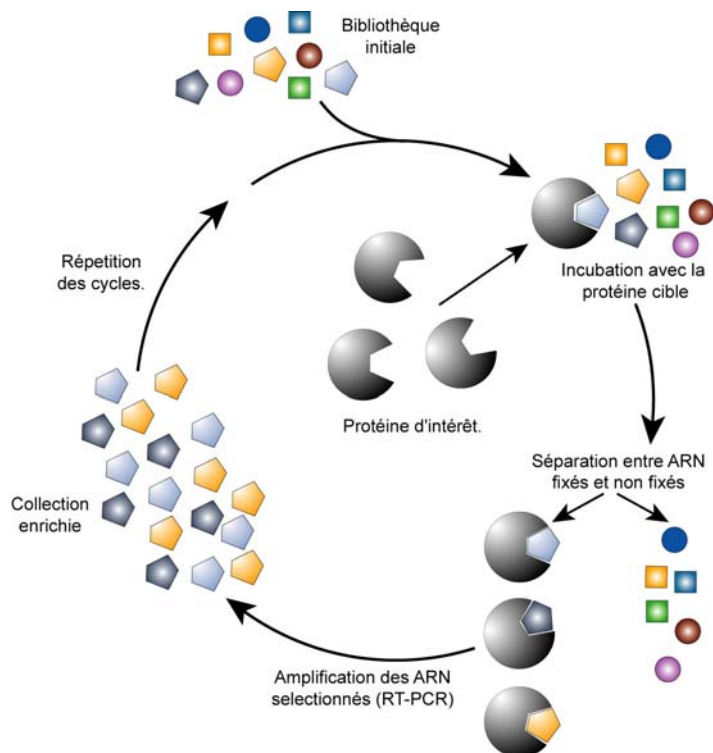 Bibliothèque
initiale
Incubation avec la
protéine cible
Répetition
des cycles.
Protéine d'intérêt.
Séparation entre ARN
fixés et non fixés
Collection
enrichie
Amplification des ARN
selectionnés (RT-PCR)